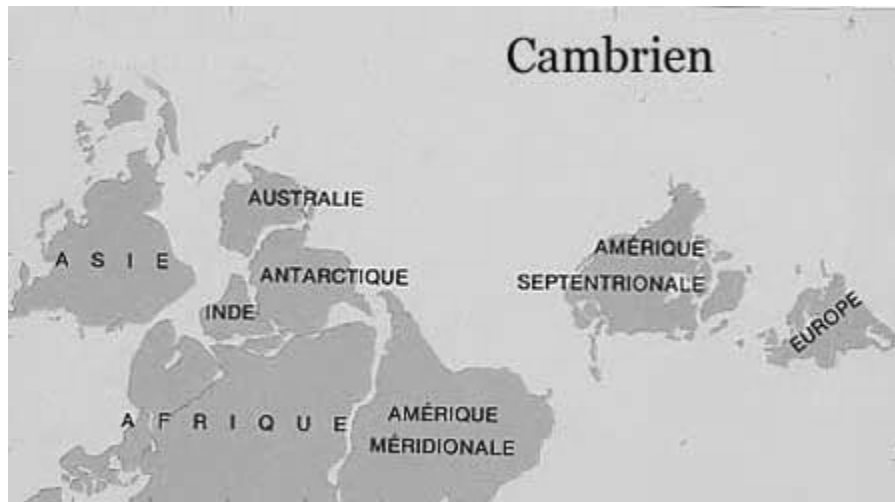 Cambrien
AUSTRALIE
ASIE
ANTARCTIQUE
INDE
AMÉRIQUE
SEPTENTRIONALE
EUROPE
AFRIQUE
AMÉRIQUE
MÉRIDIONALE